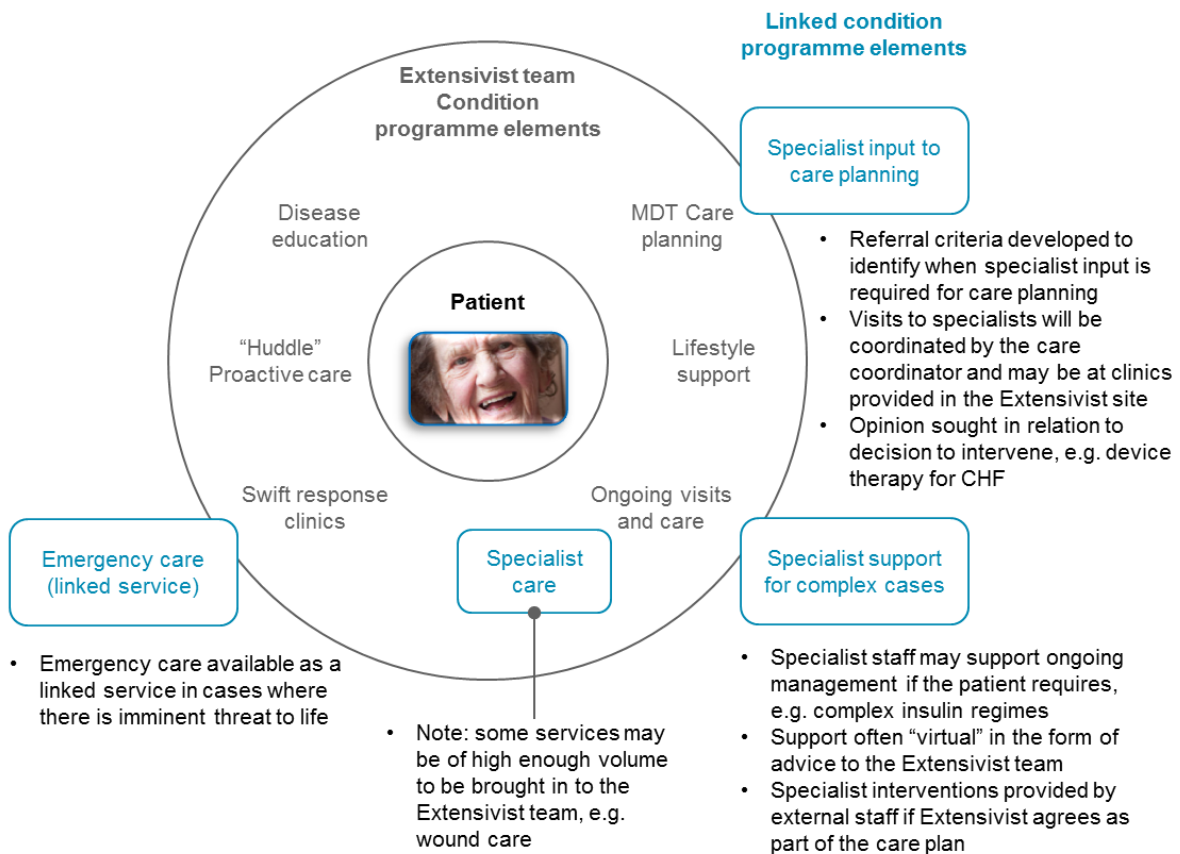 Linked condition
programme elements
Extensivist team
Condition
programme elements
Specialist input to
care planning
Disease
education
MDT Care
planning
• Referral criteria developed to
identify when specialist input is
required for care planning
• Visits to specialists will be
coordinated by the care
coordinator and may be at clinics
provided in the Extensivist site
• Opinion sought in relation to
decision to intervene, e.g. device
therapy for CHF
Patient
“Huddle”
Proactive care
Lifestyle
support
Swift response
clinics
Ongoing visits
and care
Emergency care
(linked service)
Specialist
care
Specialist support
for complex cases
• Emergency care available as a
linked service in cases where
there is imminent threat to life
• Note: some services may
be of high enough volume
to be brought in to the
Extensivist team, e.g.
wound care
• Specialist staff may support ongoing
management if the patient requires,
e.g. complex insulin regimes
• Support often “virtual” in the form of
advice to the Extensivist team
• Specialist interventions provided by
external staff if Extensivist agrees as
part of the care plan